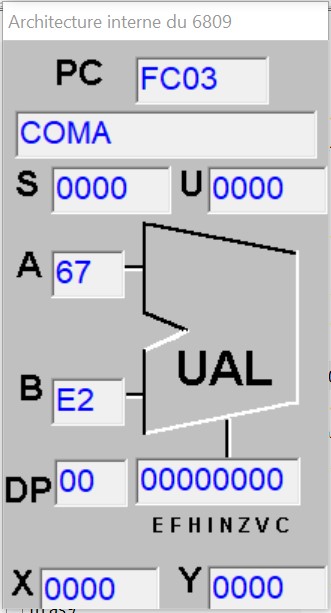 Architecture interne du 6809
PC FC03
COMA
S 0000 U 0000
A 67
UAL
B E2
DP 00 00000000
E F H I N Z V C
X 0000 Y 0000